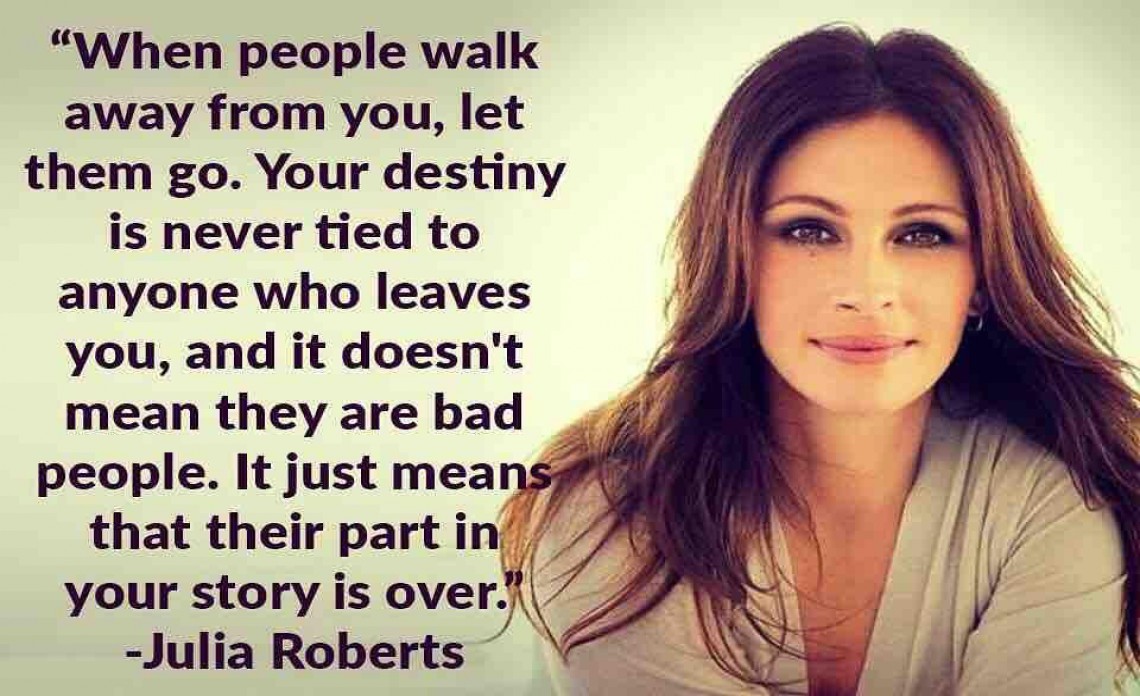 “When people walk
away from you, let
them go. Your destiny
is never tied to
anyone who leaves
you, and it doesn't
mean they are bad
people. It just means
that their part in
your story is over.”
-Julia Roberts